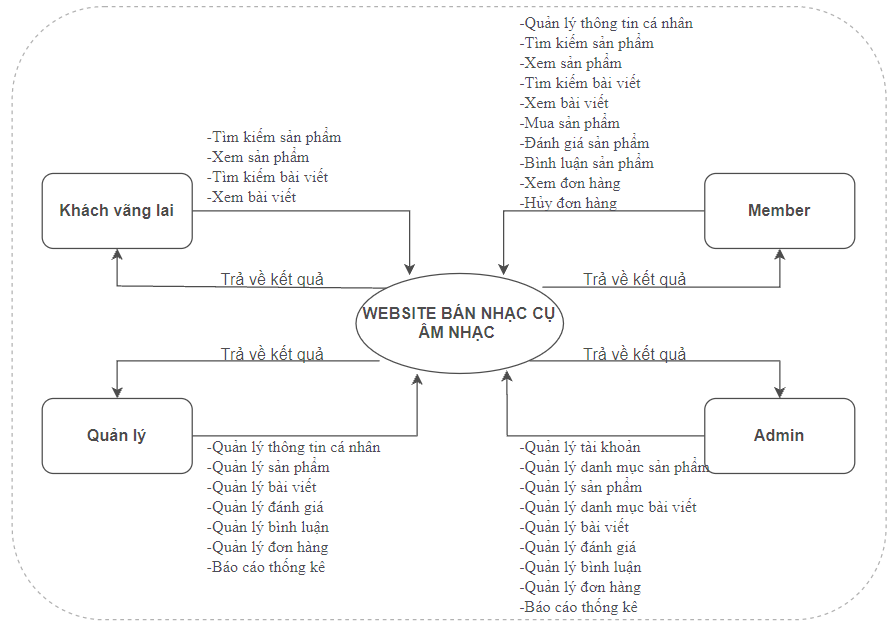 -Quản lý thông tin cá nhân
-Tìm kiếm sản phẩm
-Xem sản phẩm
-Tìm kiếm bài viết
-Xem bài viết
-Mua sản phẩm
-Đánh giá sản phẩm
-Bình luận sản phẩm
-Xem đơn hàng
-Hủy đơn hàng
-Tìm kiếm sản phẩm
-Xem sản phẩm
-Tìm kiếm bài viết
-Xem bài viết
Khách vãng lai
Member
Trả về kết quả
Trả về kết quả
WEBSITE BÁN NHẠC CỤ
ÂM NHẠC
Trả về kết quả
Trả về kết quả
Quản lý
Admin
-Quản lý thông tin cá nhân
-Quản lý sản phẩm
-Quản lý bài viết
-Quản lý đánh giá
-Quản lý bình luận
-Quản lý đơn hàng
-Báo cáo thống kê
-Quản lý tài khoản
-Quản lý danh mục sản phẩm
-Quản lý sản phẩm
-Quản lý danh mục bài viết
-Quản lý bài viết
-Quản lý đánh giá
-Quản lý bình luận
-Quản lý đơn hàng
-Báo cáo thống kê